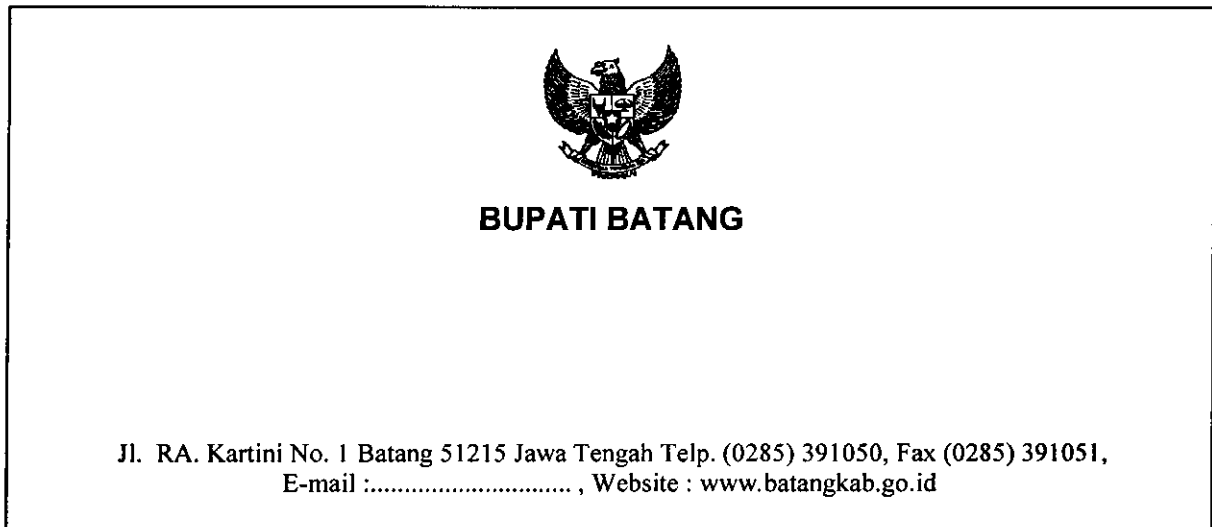 BUPATI BATANG
Jl. RA. Kartini No. 1 Batang 51215 Jawa Tengah Telp. (0285) 391050, Fax (0285) 391051,
E-mail :.............................. , Website : www.batangkab.go.id